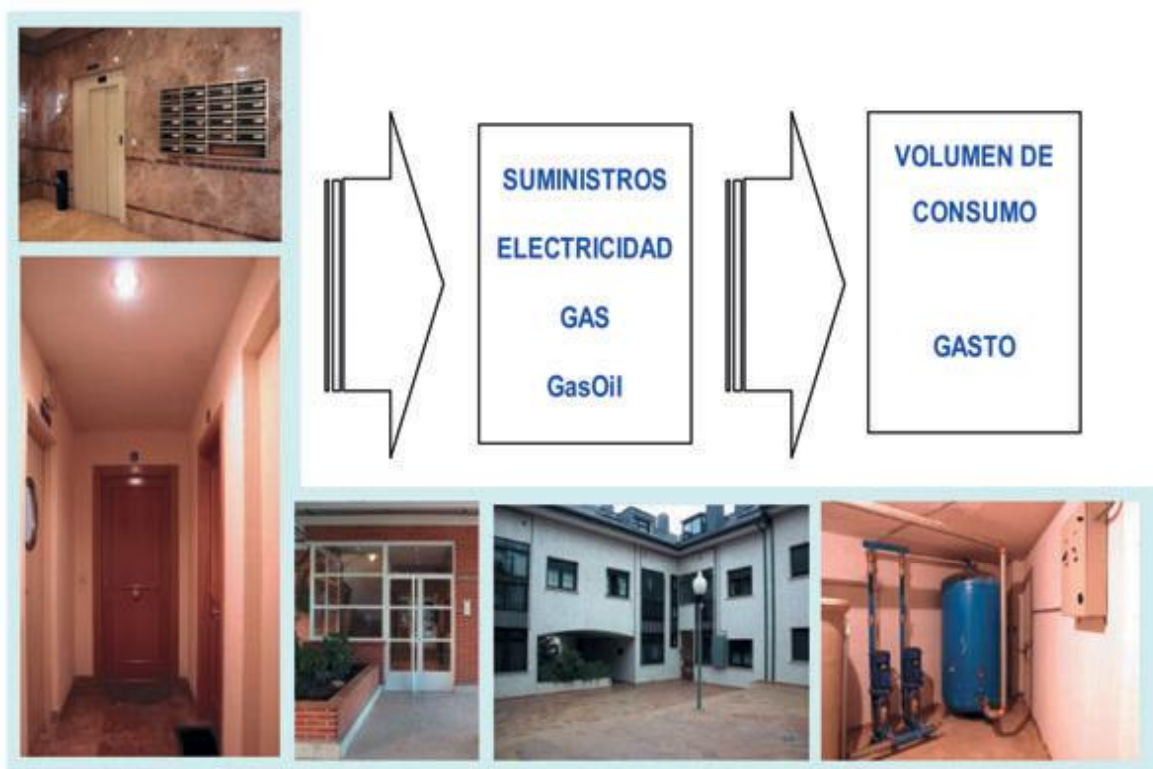 SUMINISTROS
ELECTRICIDAD
GAS
GasOil
VOLUMEN DE
CONSUMO
GASTO